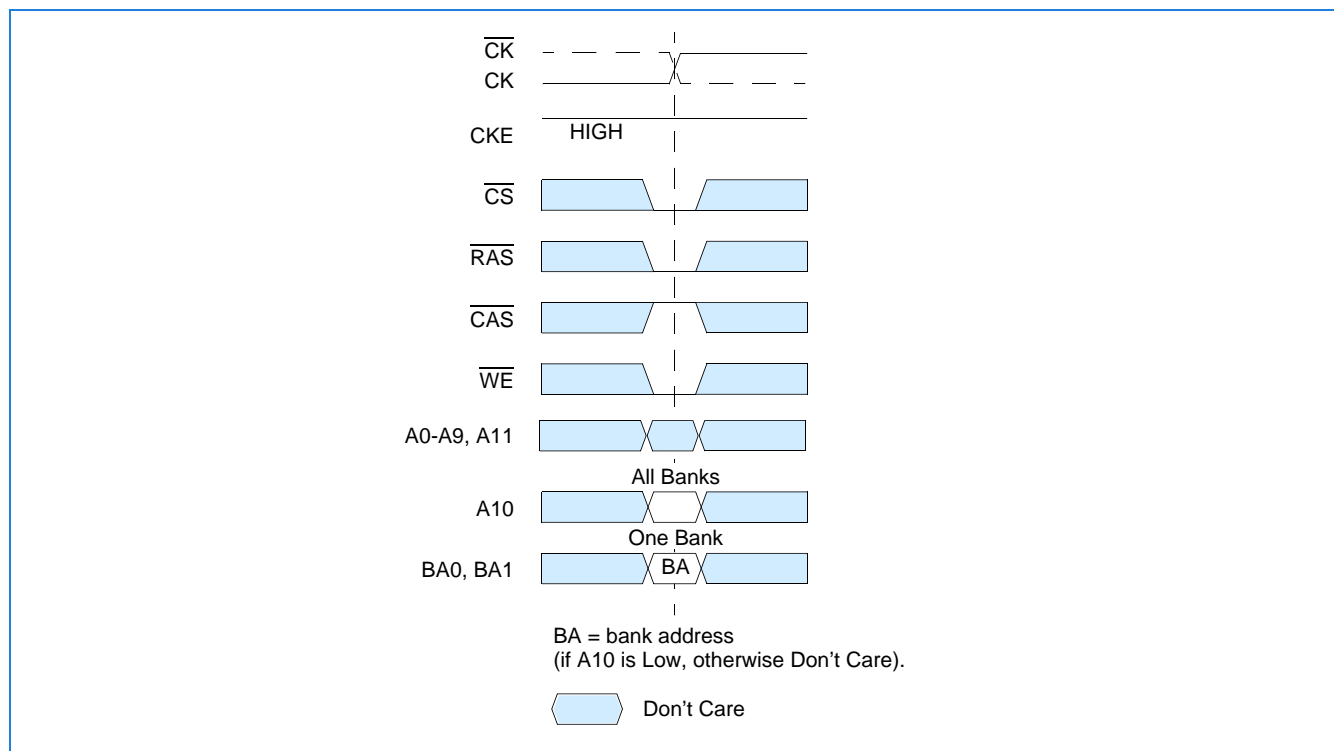 CK
CK
CKE HIGH
CS
RAS
CAS
WE
A0-A9, A11
All Banks
A10
One Bank
BA0, BA1 BA
BA = bank address
(if A10 is Low, otherwise Don't Care).
Don't Care